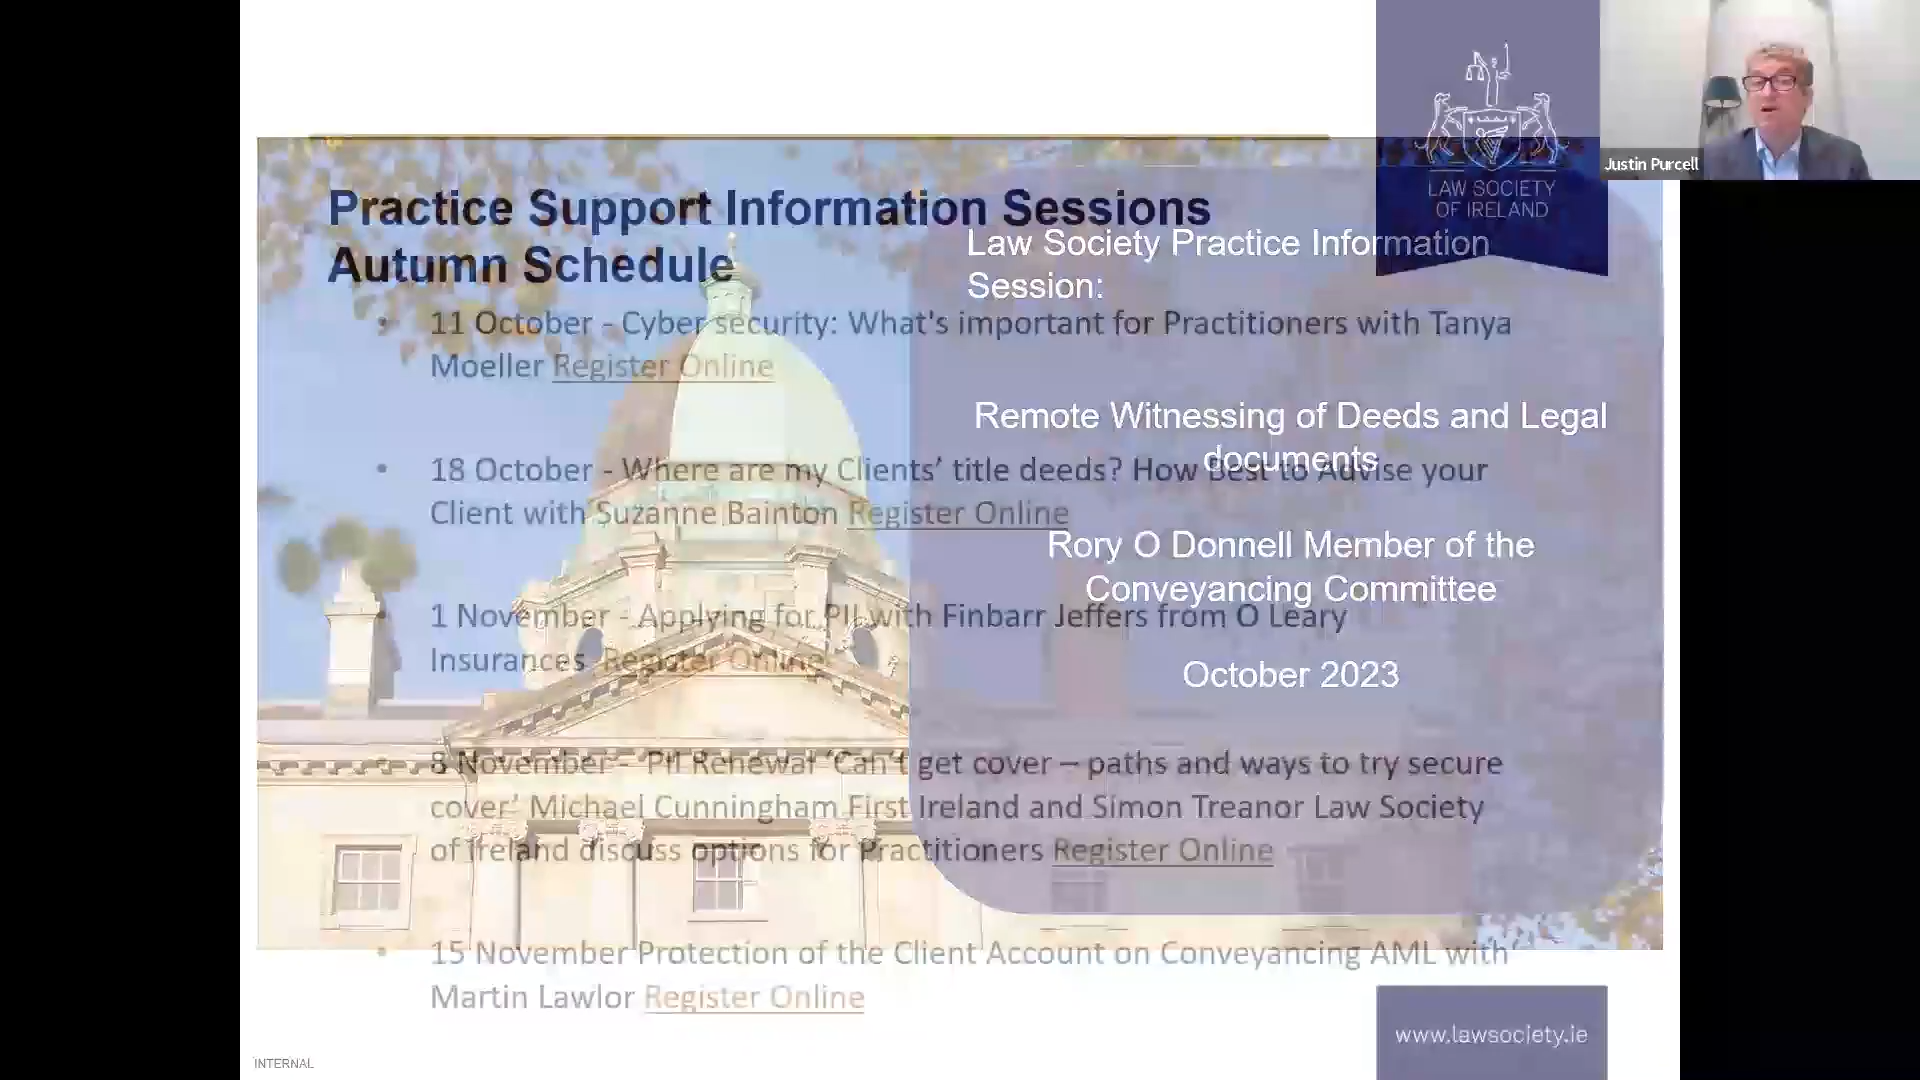 Practice Support Information Sessions
Autumn Schedule
• 11 October - Cyber security: What's important for Practitioners with Tanya
Moeller Register Online
• 18 October - Where are my Clients’ title deeds? How Best to Advise your
Client with Suzanne Bainton Register Online
• 1 November - Applying for PII with Finbarr Jeffers from O Leary
Insurances Register Online
8 November - ‘PII Renewal ‘Can’t get cover – paths and ways to try secure
cover.’ Michael Cunningham First Ireland and Simon Treanor Law Society
of Ireland discuss options for Practitioners Register Online
• 15 November Protection of the Client Account on Conveyancing AML with
Martin Lawlor Register Online
Law Society Practice Information
Session:
Remote Witnessing of Deeds and Legal
documents
Rory O Donnell Member of the
Conveyancing Committee
October 2023
LAW SOCIETY
OF IRELAND
Justin Purcell
www.lawsociety.ie
INTERNAL